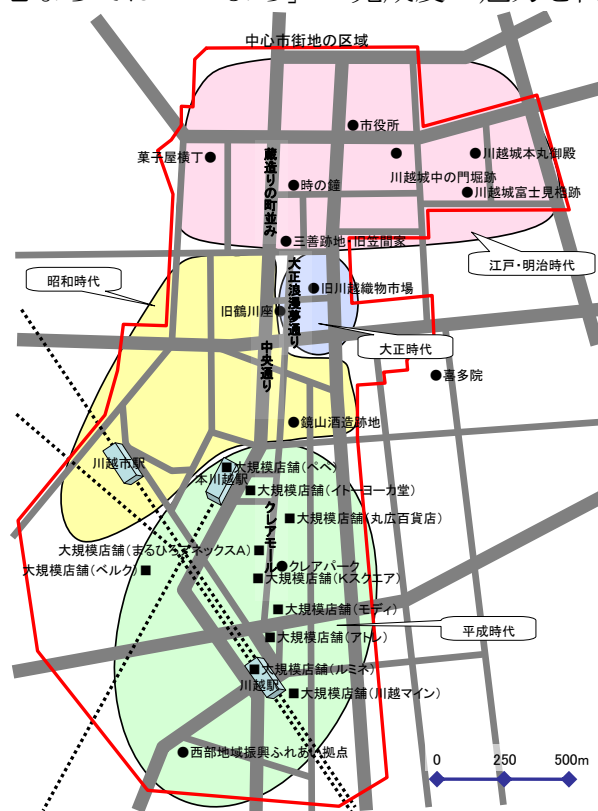 中心市街地の区域
市役所
菓子屋横丁
川越城本丸御殿
川越城中の門堀跡
時の鐘
川越城富士見櫓跡
蔵造りの町並み
三善跡地・旧笠間家
江戸・明治時代
昭和時代
大正浪漫夢通り
旧川越織物市場
旧鶴川座
大正時代
中央通り
喜多院
鏡山酒造跡地
川越市駅
大規模店舗(ペペ)
本川越駅
大規模店舗(イトーヨーカ堂)
大規模店舗(丸広百貨店)
クレアモール
大規模店舗(まるひろアネックスA)
大規模店舗(ベルク)
クレアパーク
大規模店舗(Kスクエア)
大規模店舗(モディ)
平成時代
大規模店舗(アトレ)
大規模店舗(ルミネ)
川越駅
大規模店舗(川越マイン)
西部地域振興ふれあい拠点
0 250 500m